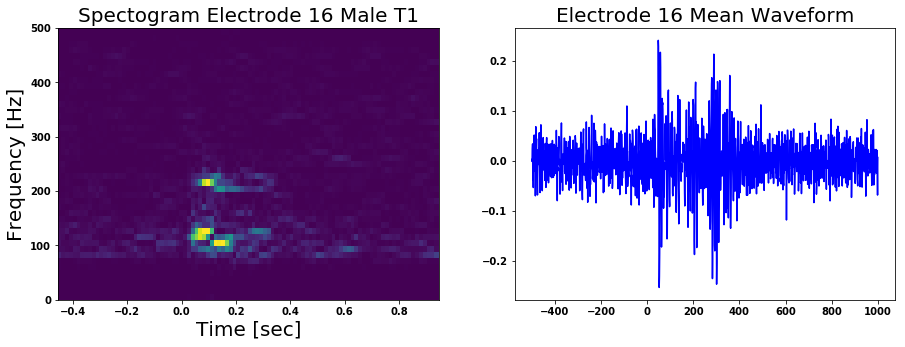 Spectogram Electrode 16 Male T1
500
400
300
200
100
0
Frequency [Hz]
−0.4 −0.2 0.0 0.2 0.4 0.6 0.8
Time [sec]
Electrode 16 Mean Waveform
0.2
0.1
0.0
−0.1
−0.2
−400 −200 0 200 400 600 800 1000